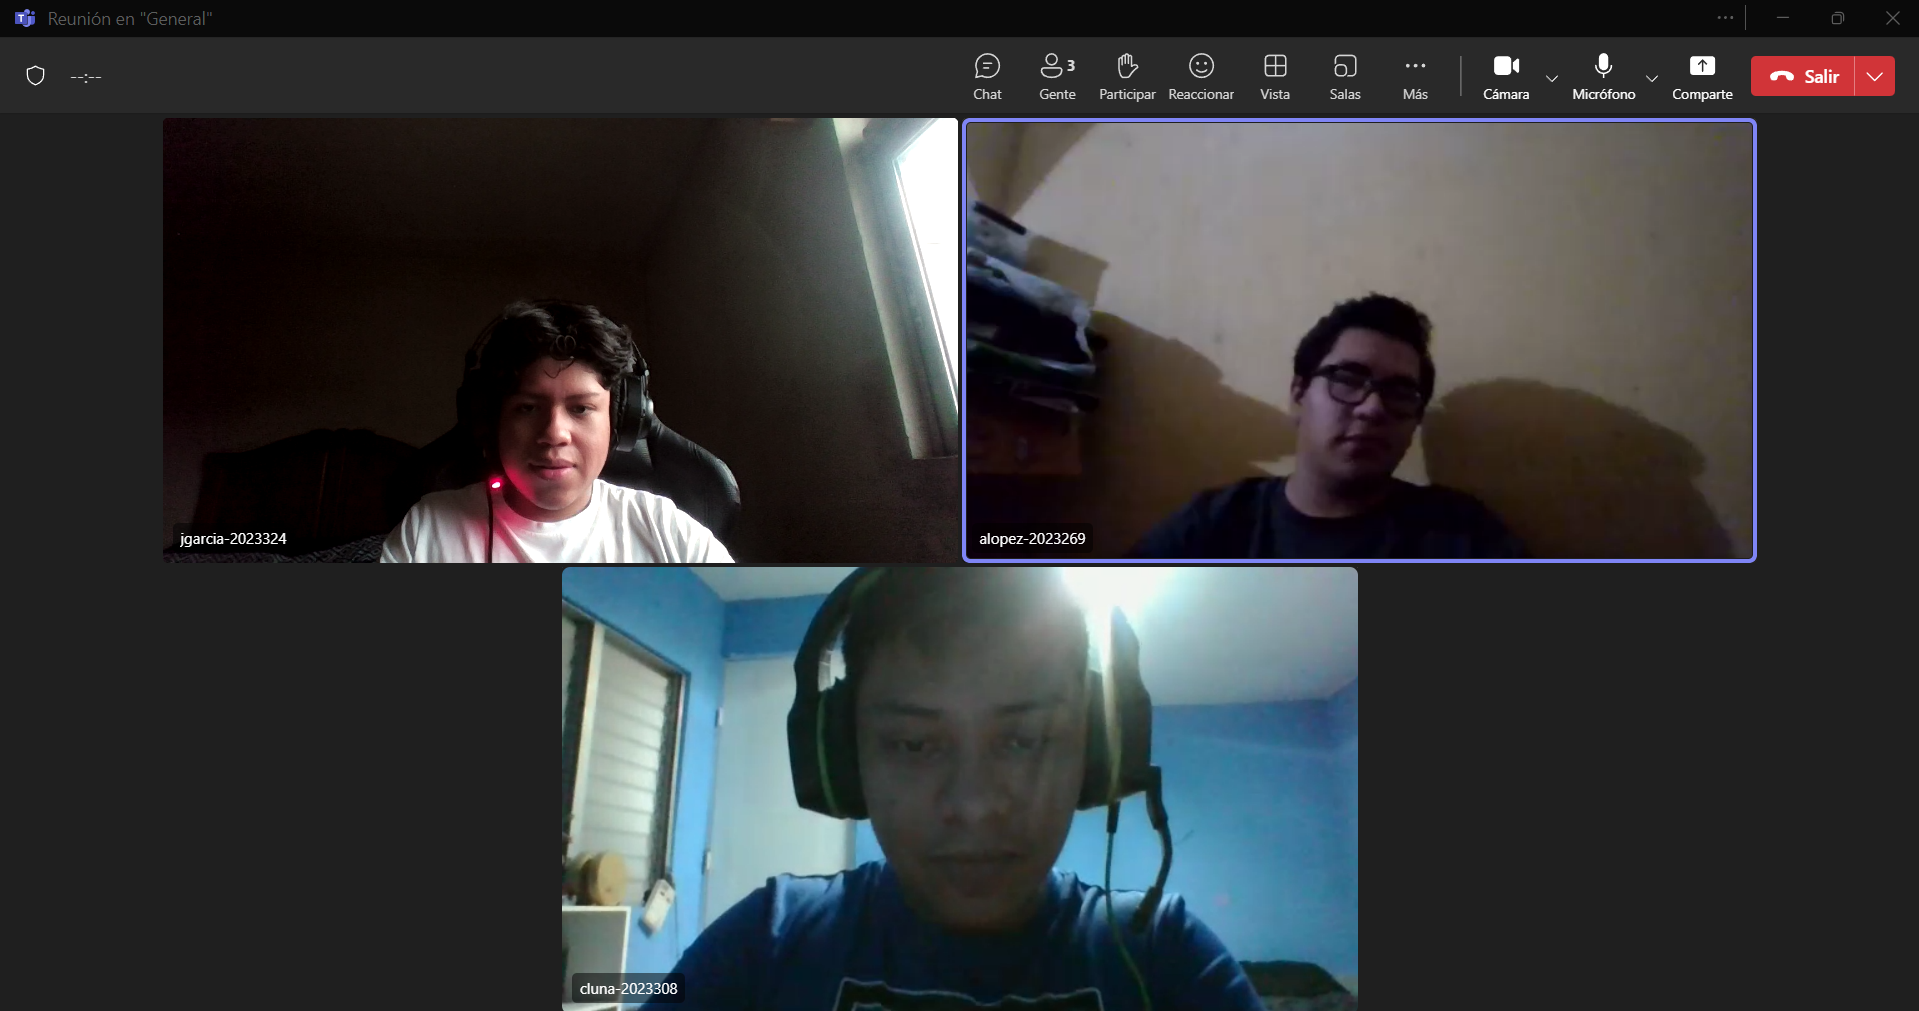 Reunión en "General"
--:--
Chat
Gente 3
Participar
Reaccionar
Vista
Salas
Más
Cámara
Micrófono
Comparte
Salir
jgarcia-2023324
alopez-2023269
cluna-2023308